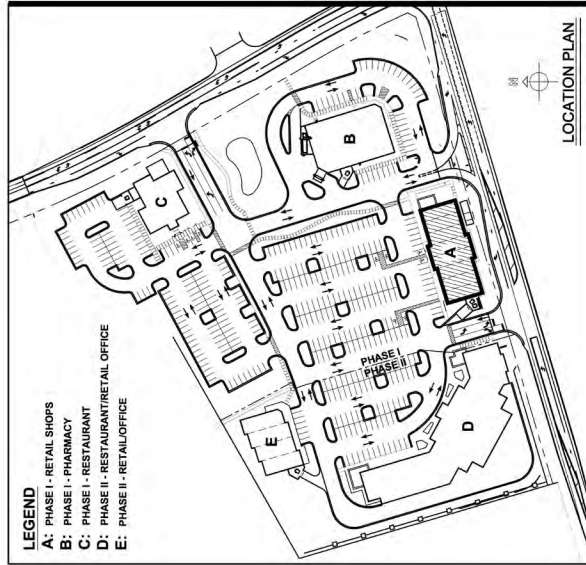 LEGEND
A: PHASE I - RETAIL SHOPS
B: PHASE I - PHARMACY
C: PHASE I - RESTAURANT
D: PHASE II - RESTAURANT/RETAIL OFFICE
E: PHASE II - RETAIL/OFFICE
C
B
E
PHASE I
PHASE II
A
D
LOCATION PLAN